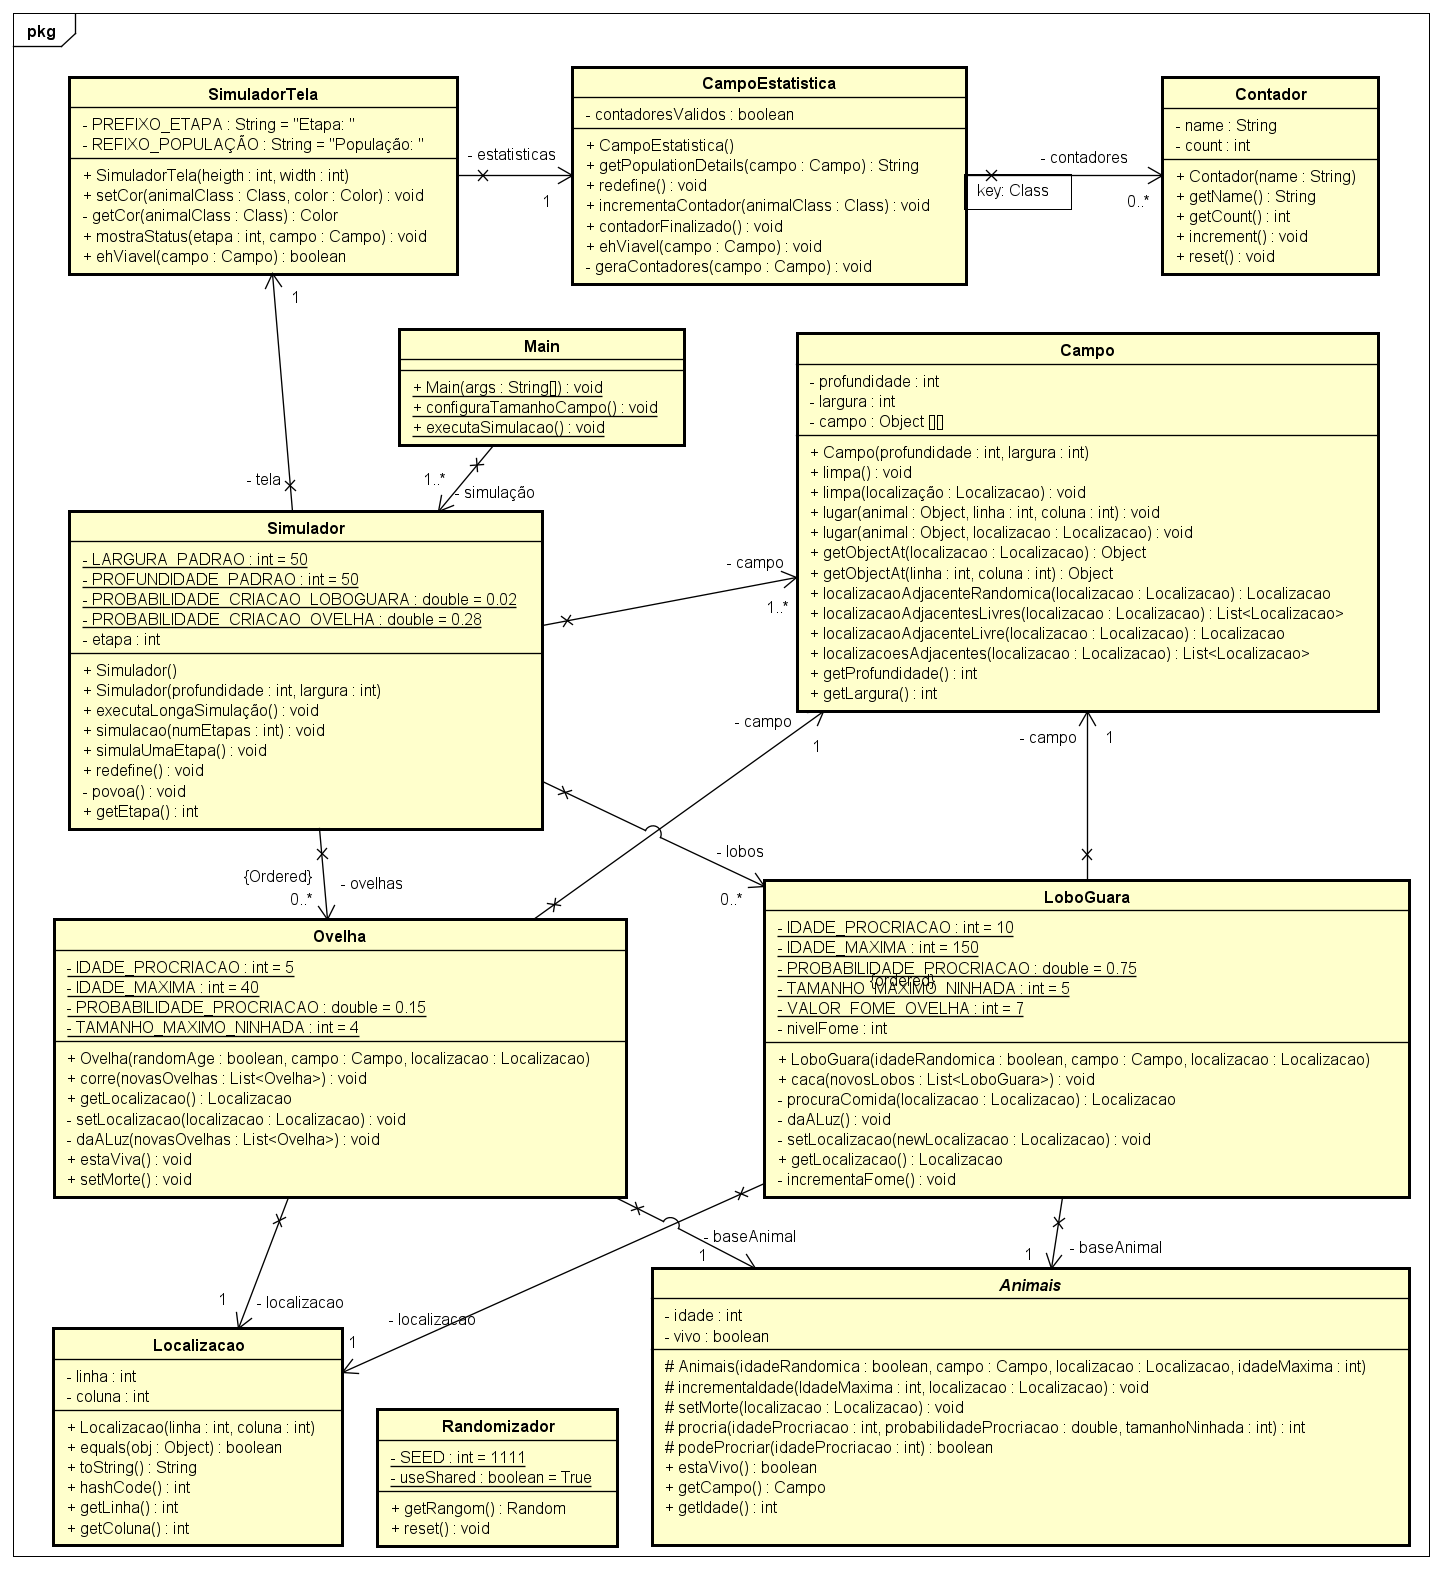 pkg
SimuladorTela
- PREFIXO_ETAPA : String = "Etapa: "
- REFIXO_POPULAÇÃO : String = "População: "
+ SimuladorTela(heigth : int, width : int)
+ setCor(animalClass : Class, color : Color) : void
- getCor(animalClass : Class) : Color
+ mostraStatus(etapa : int, campo : Campo) : void
+ ehViavel(campo : Campo) : boolean
- estatisticas
1
CampoEstatistica
- contadoresValidos : boolean
+ CampoEstatistica()
+ getPopulationDetails(campo : Campo) : String
+ redefine() : void
+ incrementaContador(animalClass : Class) : void
+ contadorFinalizado() : void
+ ehViavel(campo : Campo) : void
- geraContadores(campo : Campo) : void
- contadores
key: Class
0..*
Contador
- name : String
- count : int
+ Contador(name : String)
+ getName() : String
+ getCount() : int
+ increment() : void
+ reset() : void
1
- tela
Main
+ Main(args : String[]) : void
+ configuraTamanhoCampo() : void
+ executaSimulacao() : void
1..*
- simulação
Campo
- profundidade : int
- largura : int
- campo : Object [][]
+ Campo(profundidade : int, largura : int)
+ limpa() : void
+ limpa(localização : Localizacao) : void
+ lugar(animal : Object, linha : int, coluna : int) : void
+ lugar(animal : Object, localizacao : Localizacao) : void
+ getObjectAt(localizacao : Localizacao) : Object
+ getObjectAt(linha : int, coluna : int) : Object
+ localizacaoAdjacenteRandomica(localizacao : Localizacao) : Localizacao
+ localizacaoAdjacentesLivres(localizacao : Localizacao) : List<Localizacao>
+ localizacaoAdjacenteLivre(localizacao : Localizacao) : Localizacao
+ localizacoesAdjacentes(localizacao : Localizacao) : List<Localizacao>
+ getProfundidade() : int
+ getLargura() : int
Simulador
- LARGURA_PADRAO : int = 50
- PROFUNDIDADE_PADRAO : int = 50
- PROBABILIDADE_CRIACAO_LOBOGUARA : double = 0.02
- PROBABILIDADE_CRIACAO_OVELHA : double = 0.28
- etapa : int
+ Simulador()
+ Simulador(profundidade : int, largura : int)
+ executaLongaSimulação() : void
+ simulacao(numEtapas : int) : void
+ simulaUmaEtapa() : void
+ redefine() : void
- povoa() : void
+ getEtapa() : int
- campo
1..*
- campo
1
- campo
1
- lobos
0..*
{Ordered}
0..*
- ovelhas
Ovelha
- IDADE_PROCRIACAO : int = 5
- IDADE_MAXIMA : int = 40
- PROBABILIDADE_PROCRIACAO : double = 0.15
- TAMANHO_MAXIMO_NINHADA : int = 4
+ Ovelha(randomAge : boolean, campo : Campo, localizacao : Localizacao)
+ corre(novasOvelhas : List<Ovelha>) : void
+ getLocalizacao() : Localizacao
- setLocalizacao(localizacao : Localizacao) : void
- daALuz(novasOvelhas : List<Ovelha>) : void
+ estaViva() : void
+ setMorte() : void
LoboGuara
- IDADE_PROCRIACAO : int = 10
- IDADE_MAXIMA : int = 150
- PROBABILIDADE_PROCRIACAO : double = 0.75
{ordered}
- TAMANHO_MAXIMO_NINHADA : int = 5
- VALOR_FOME_OVELHA : int = 7
- nivelFome : int
+ LoboGuara(idadeRandomica : boolean, campo : Campo, localizacao : Localizacao)
+ caca(novosLobos : List<LoboGuara>) : void
- procuraComida(localizacao : Localizacao) : Localizacao
- daALuz() : void
- setLocalizacao(newLocalizacao : Localizacao) : void
+ getLocalizacao() : Localizacao
- incrementaFome() : void
- baseAnimal
1
1
- baseAnimal
1
- localizacao
- localizacao
1
Localizacao
- linha : int
- coluna : int
+ Localizacao(linha : int, coluna : int)
+ equals(obj : Object) : boolean
+ toString() : String
+ hashCode() : int
+ getLinha() : int
+ getColuna() : int
Randomizador
- SEED : int = 1111
- useShared : boolean = True
+ getRangom() : Random
+ reset() : void
Animais
- idade : int
- vivo : boolean
# Animais(idadeRandomica : boolean, campo : Campo, localizacao : Localizacao, idadeMaxima : int)
# incrementaIdade(IdadeMaxima : int, localizacao : Localizacao) : void
# setMorte(localizacao : Localizacao) : void
# procria(idadeProcriacao : int, probabilidadeProcriacao : double, tamanhoNinhada : int) : int
# podeProcriar(idadeProcriacao : int) : boolean
+ estaVivo() : boolean
+ getCampo() : Campo
+ getIdade() : int